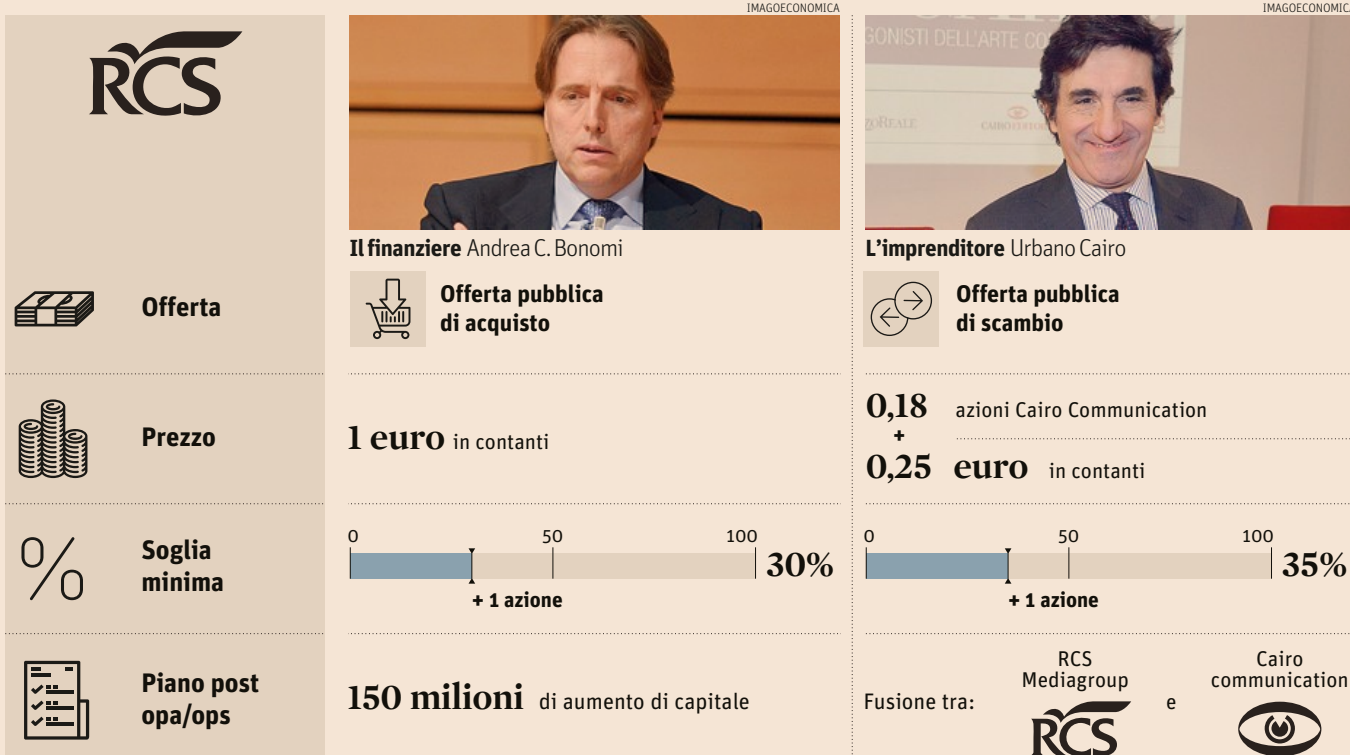 IMAGOECONOMICA
IMAGOECONOMICA
RCS
GONISTI DELL'ARTE CO
ZOREALE
CAIRO EDITO
Il finanziere Andrea C. Bonomi
L'imprenditore Urbano Cairo
Offerta
Offerta pubblica
di acquisto
Offerta pubblica
di scambio
Prezzo
1 euro in contanti
0,18 azioni Cairo Communication
+
0,25 euro in contanti
Soglia
minima
0 50 100
30%
+ 1 azione
0 50 100
35%
+ 1 azione
Piano post
opa/ops
150 milioni di aumento di capitale
Fusione tra:
RCS
Mediagroup
RCS
e
Cairo
communication